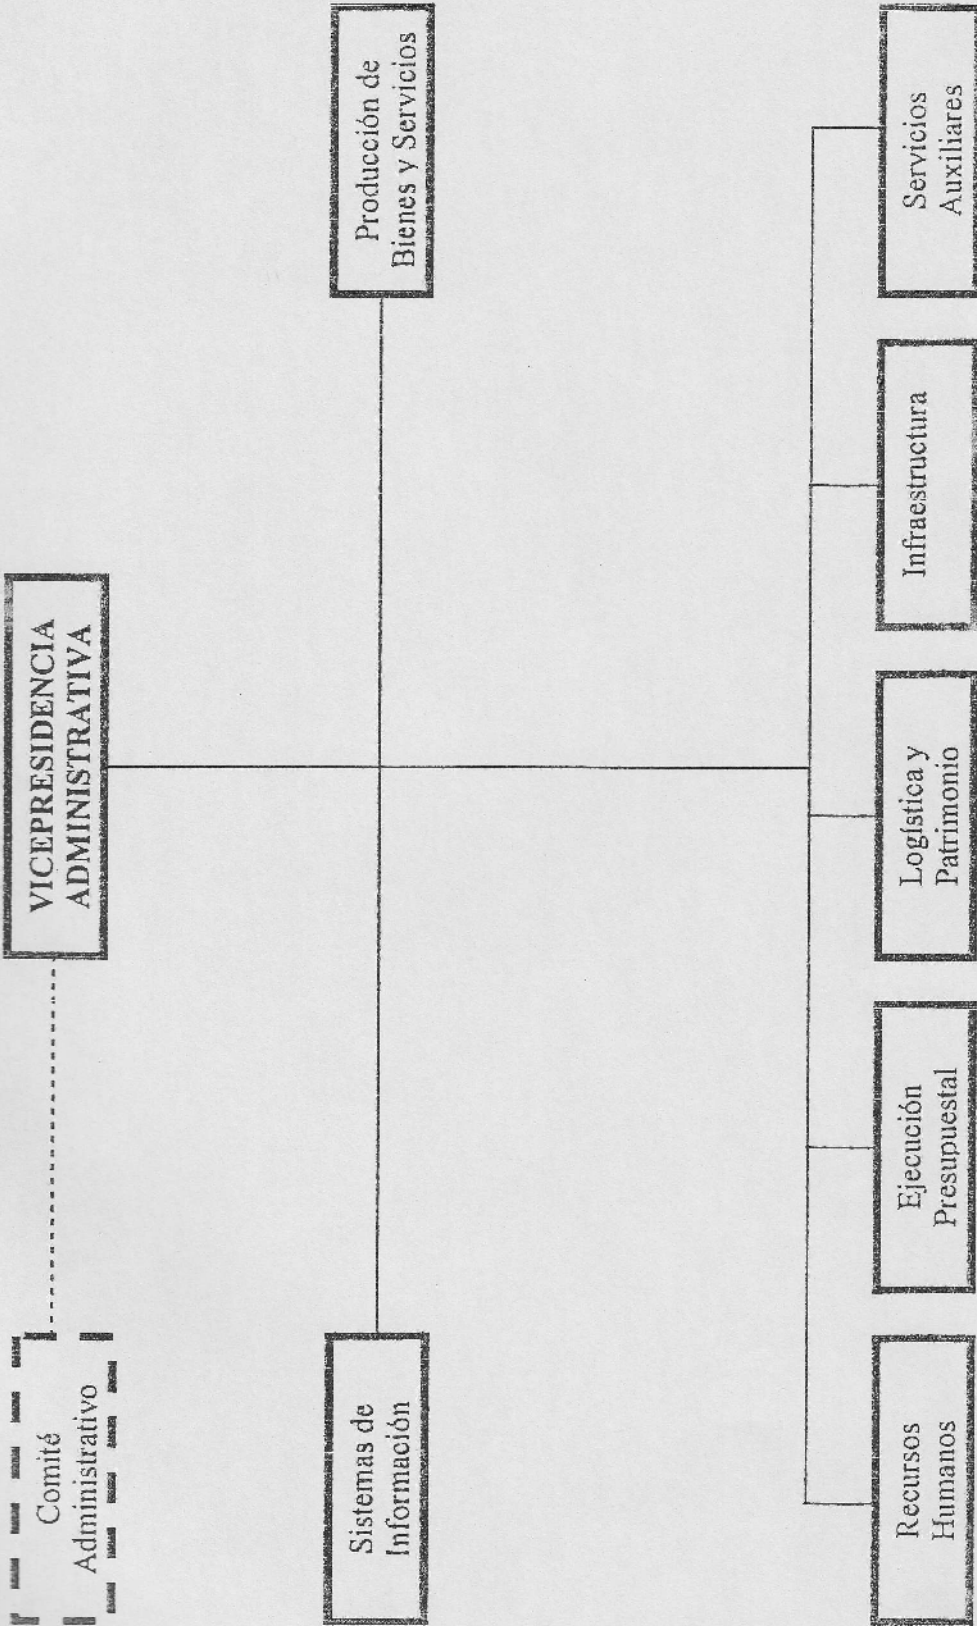 Comité
Administrativo
VICEPRESIDENCIA
ADMINISTRATIVA
Sistemas de
Información
Producción de
Bienes y Servicios
Recursos
Humanos
Ejecución
Presupuestal
Logística y
Patrimonio
Infraestructura
Servicios
Auxiliares